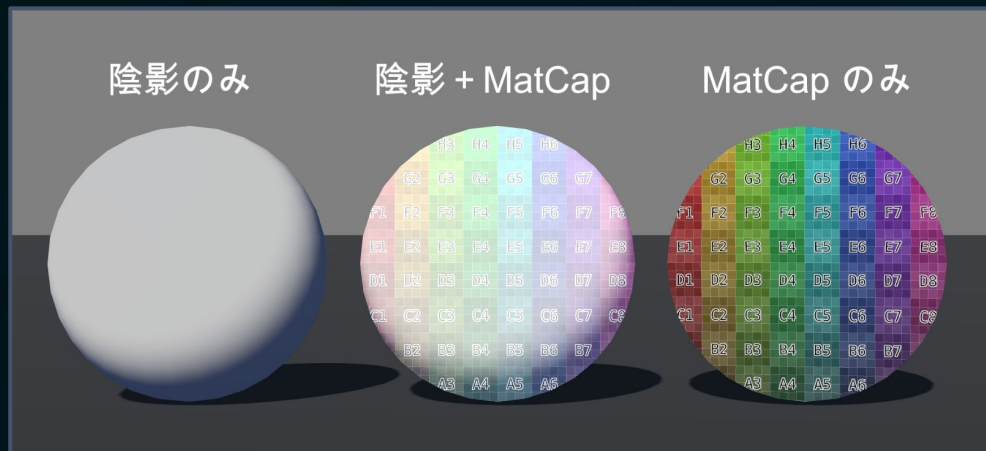 陰影のみ
陰影 + MatCap
MatCap のみ
H3 H4 H5 H6
G2 G3 G4 G5 G6 G7
F1 F2 F3 F4 F5 F6 F7 F8
E1 E2 E3 E4 E5 E6 E7 E8
D1 D2 D3 D4 D5 D6 D7 D8
C1 C2 C3 C4 C5 C6 C7 C8
B2 B3 B4 B5 B6 B7
A3 A4 A5 A6
H3 H4 H5 H6
G2 G3 G4 G5 G6 G7
F1 F2 F3 F4 F5 F6 F7 F8
E1 E2 E3 E4 E5 E6 E7 E8
D1 D2 D3 D4 D5 D6 D7 D8
C1 C2 C3 C4 C5 C6 C7 C8
B2 B3 B4 B5 B6 B7
A3 A4 A5 A6